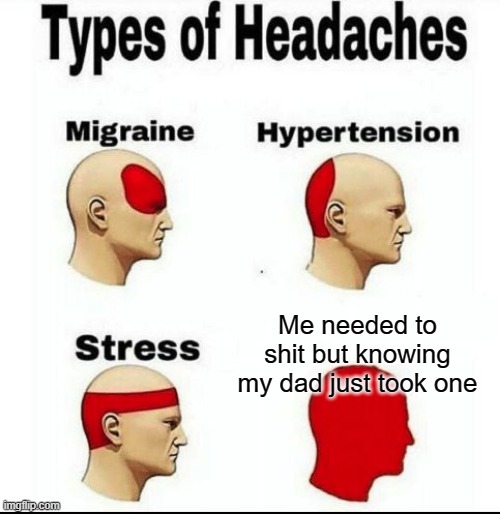 Types of Headaches
Migraine
Hypertension
Stress
Me needed to
shit but knowing
my dad just took one
imgflip.com